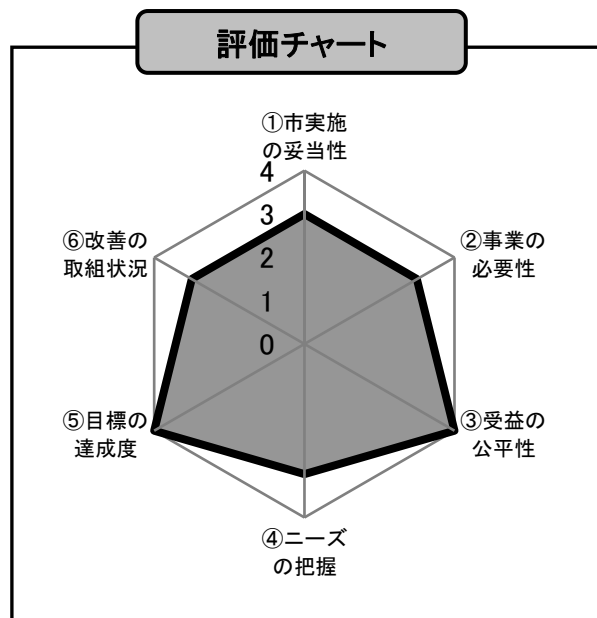 評価チャート
①市実施
の妥当性
4
3
2
1
0
②事業の
必要性
③受益の
公平性
④ニーズ
の把握
⑤目標の
達成度
⑥改善の
取組状況